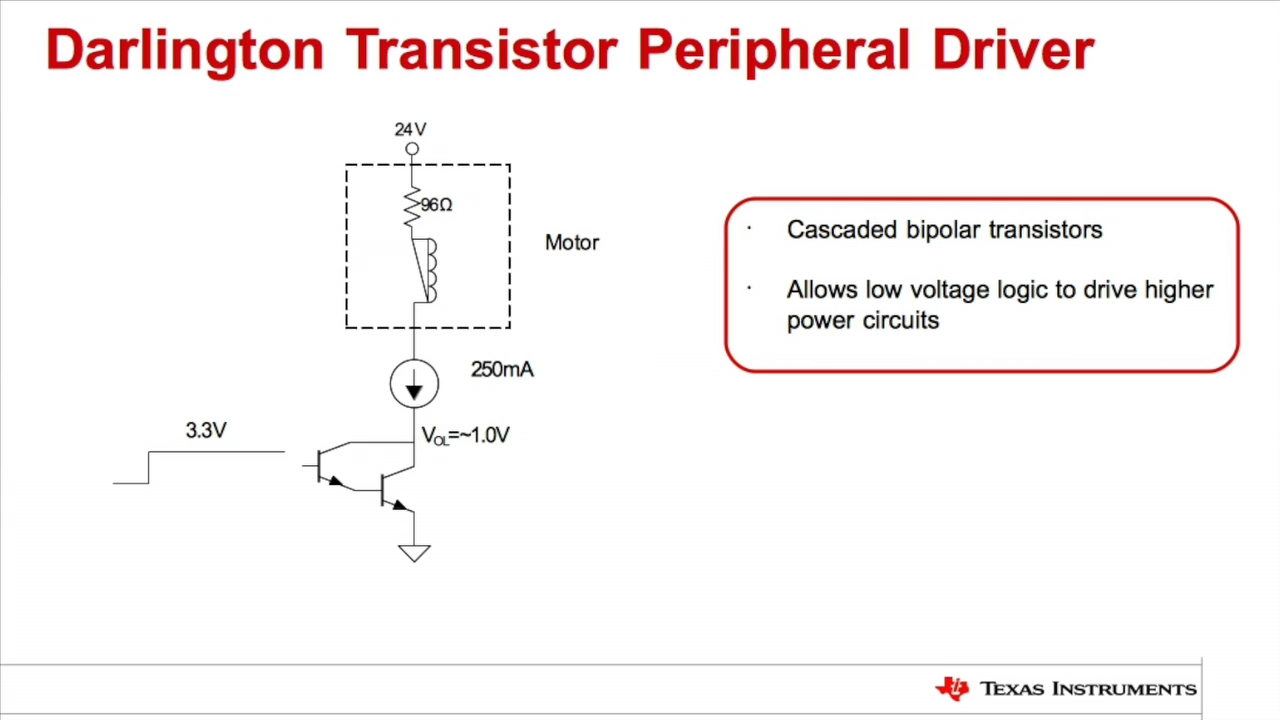 Darlington Transistor Peripheral Driver
24V
96Ω
Motor
250mA
3.3V
VOL=~1.0V
· Cascaded bipolar transistors
· Allows low voltage logic to drive higher
power circuits
TEXAS INSTRUMENTS